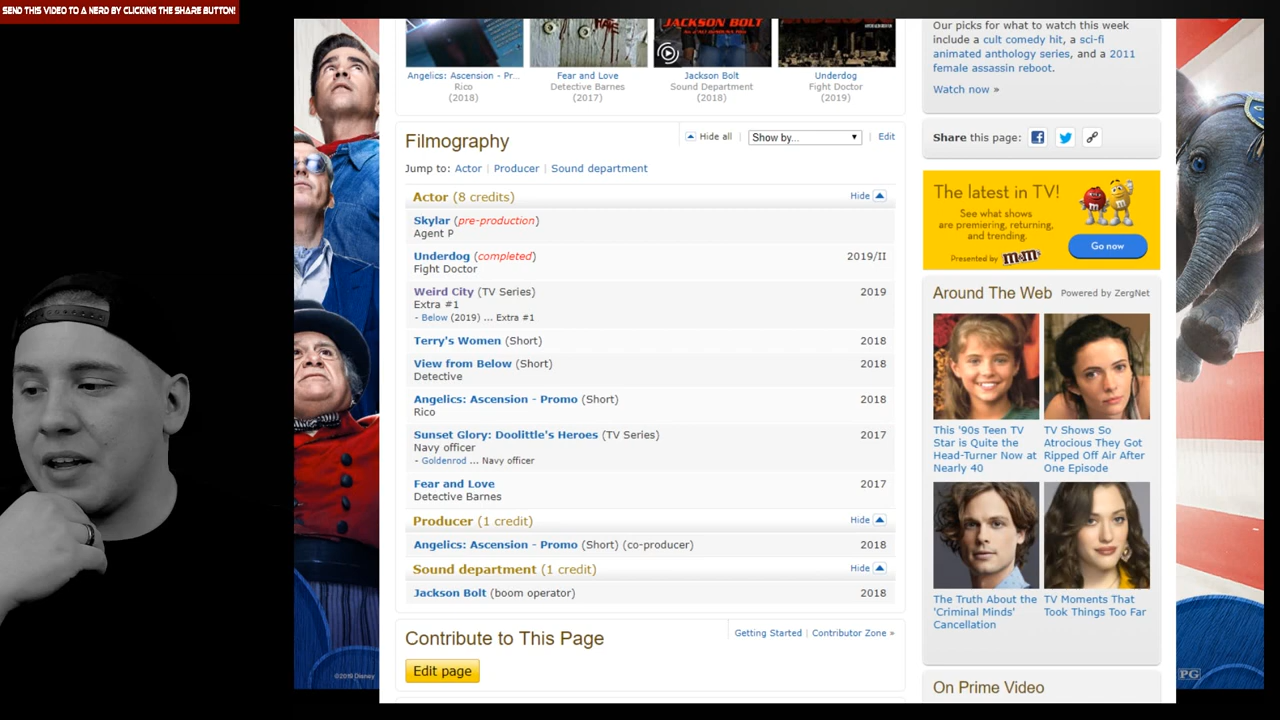 SEND THIS VIDEO TO A NERD BY CLICKING THE SHARE BUTTON!
JACKSON BOLT
Angelics: Ascension - Pr...
Rico
(2018)
Fear and Love
Detective Barnes
(2017)
Jackson Bolt
Sound Department
(2018)
Underdog
Fight Doctor
(2019)
Filmography
Hide all
Show by...
Edit
Jump to: Actor | Producer | Sound department
Actor (8 credits)
Hide
Skylar (pre-production)
Agent P
Underdog (completed)
2019/II
Fight Doctor
Weird City (TV Series)
2019
Extra #1
- Below (2019) ... Extra #1
Terry's Women (Short)
2018
View from Below (Short)
2018
Detective
Angelics: Ascension - Promo (Short)
2018
Rico
Sunset Glory: Doolittle's Heroes (TV Series)
2017
Navy officer
- Goldenrod ... Navy officer
Fear and Love
2017
Detective Barnes
Producer (1 credit)
Hide
Angelics: Ascension - Promo (Short) (co-producer)
2018
Sound department (1 credit)
Hide
Jackson Bolt (boom operator)
2018
Contribute to This Page
Getting Started | Contributor Zone »
Edit page
Our picks for what to watch this week
include a cult comedy hit, a sci-fi
animated anthology series, and a 2011
female assassin reboot.
Watch now »
Share this page:
The latest in TV!
See what shows
are premiering, returning,
and trending.
Presented by m&m's
Go now
Around The Web
Powered by ZergNet
This '90s Teen TV
Star is Quite the
Head-Turner Now at
Nearly 40
TV Shows So
Atrocious They Got
Ripped Off Air After
One Episode
The Truth About the
'Criminal Minds'
Cancellation
TV Moments That
Took Things Too Far
On Prime Video
©2019 Disney
PG